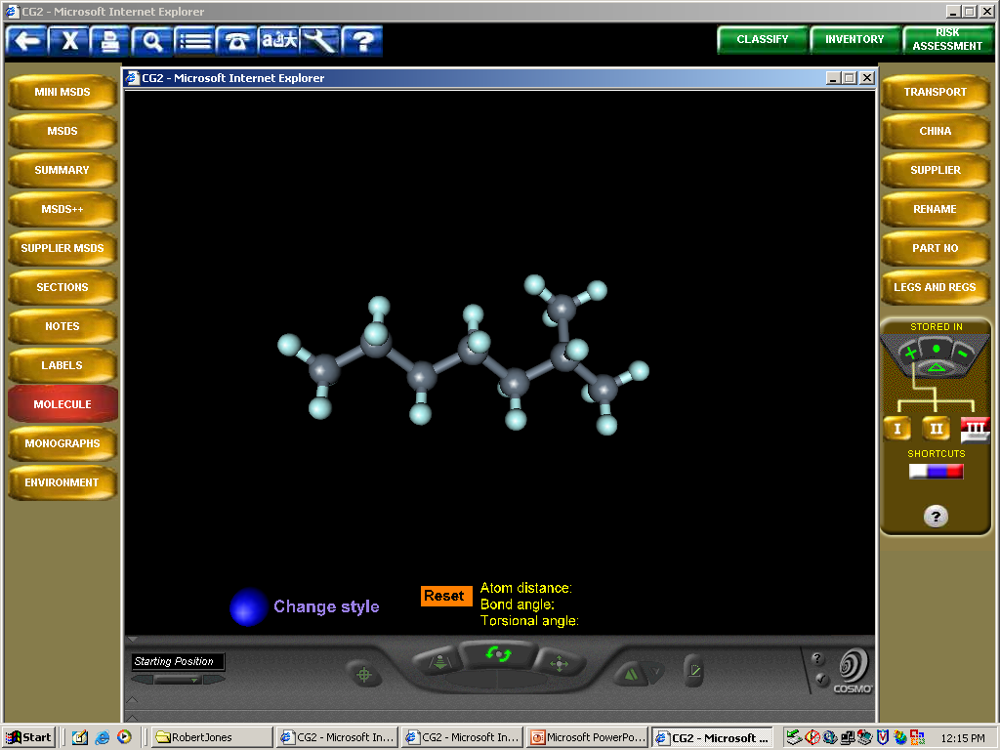 CG2 - Microsoft Internet Explorer
X
aあ大
?
CLASSIFY
INVENTORY
RISK
ASSESSMENT
CG2 - Microsoft Internet Explorer
MINI MSDS
MSDS
SUMMARY
MSDS++
SUPPLIER MSDS
SECTIONS
NOTES
LABELS
MOLECULE
MONOGRAPHS
ENVIRONMENT
TRANSPORT
CHINA
SUPPLIER
RENAME
PART NO
LEGS AND REGS
STORED IN
I
II
III
SHORTCUTS
?
Change style
Reset
Atom distance:
Bond angle:
Torsional angle:
Starting Position
?
COSMO
Start
RobertJones
CG2 - Microsoft In...
CG2 - Microsoft In...
Microsoft PowerPo...
CG2 - Microsoft ...
12:15 PM